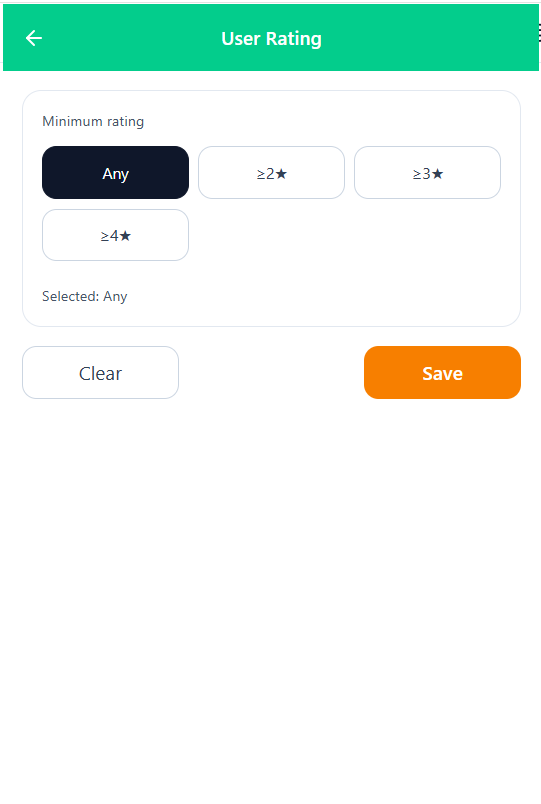 User Rating
Minimum rating
Any
≥2★
≥3★
≥4★
Selected: Any
Clear
Save